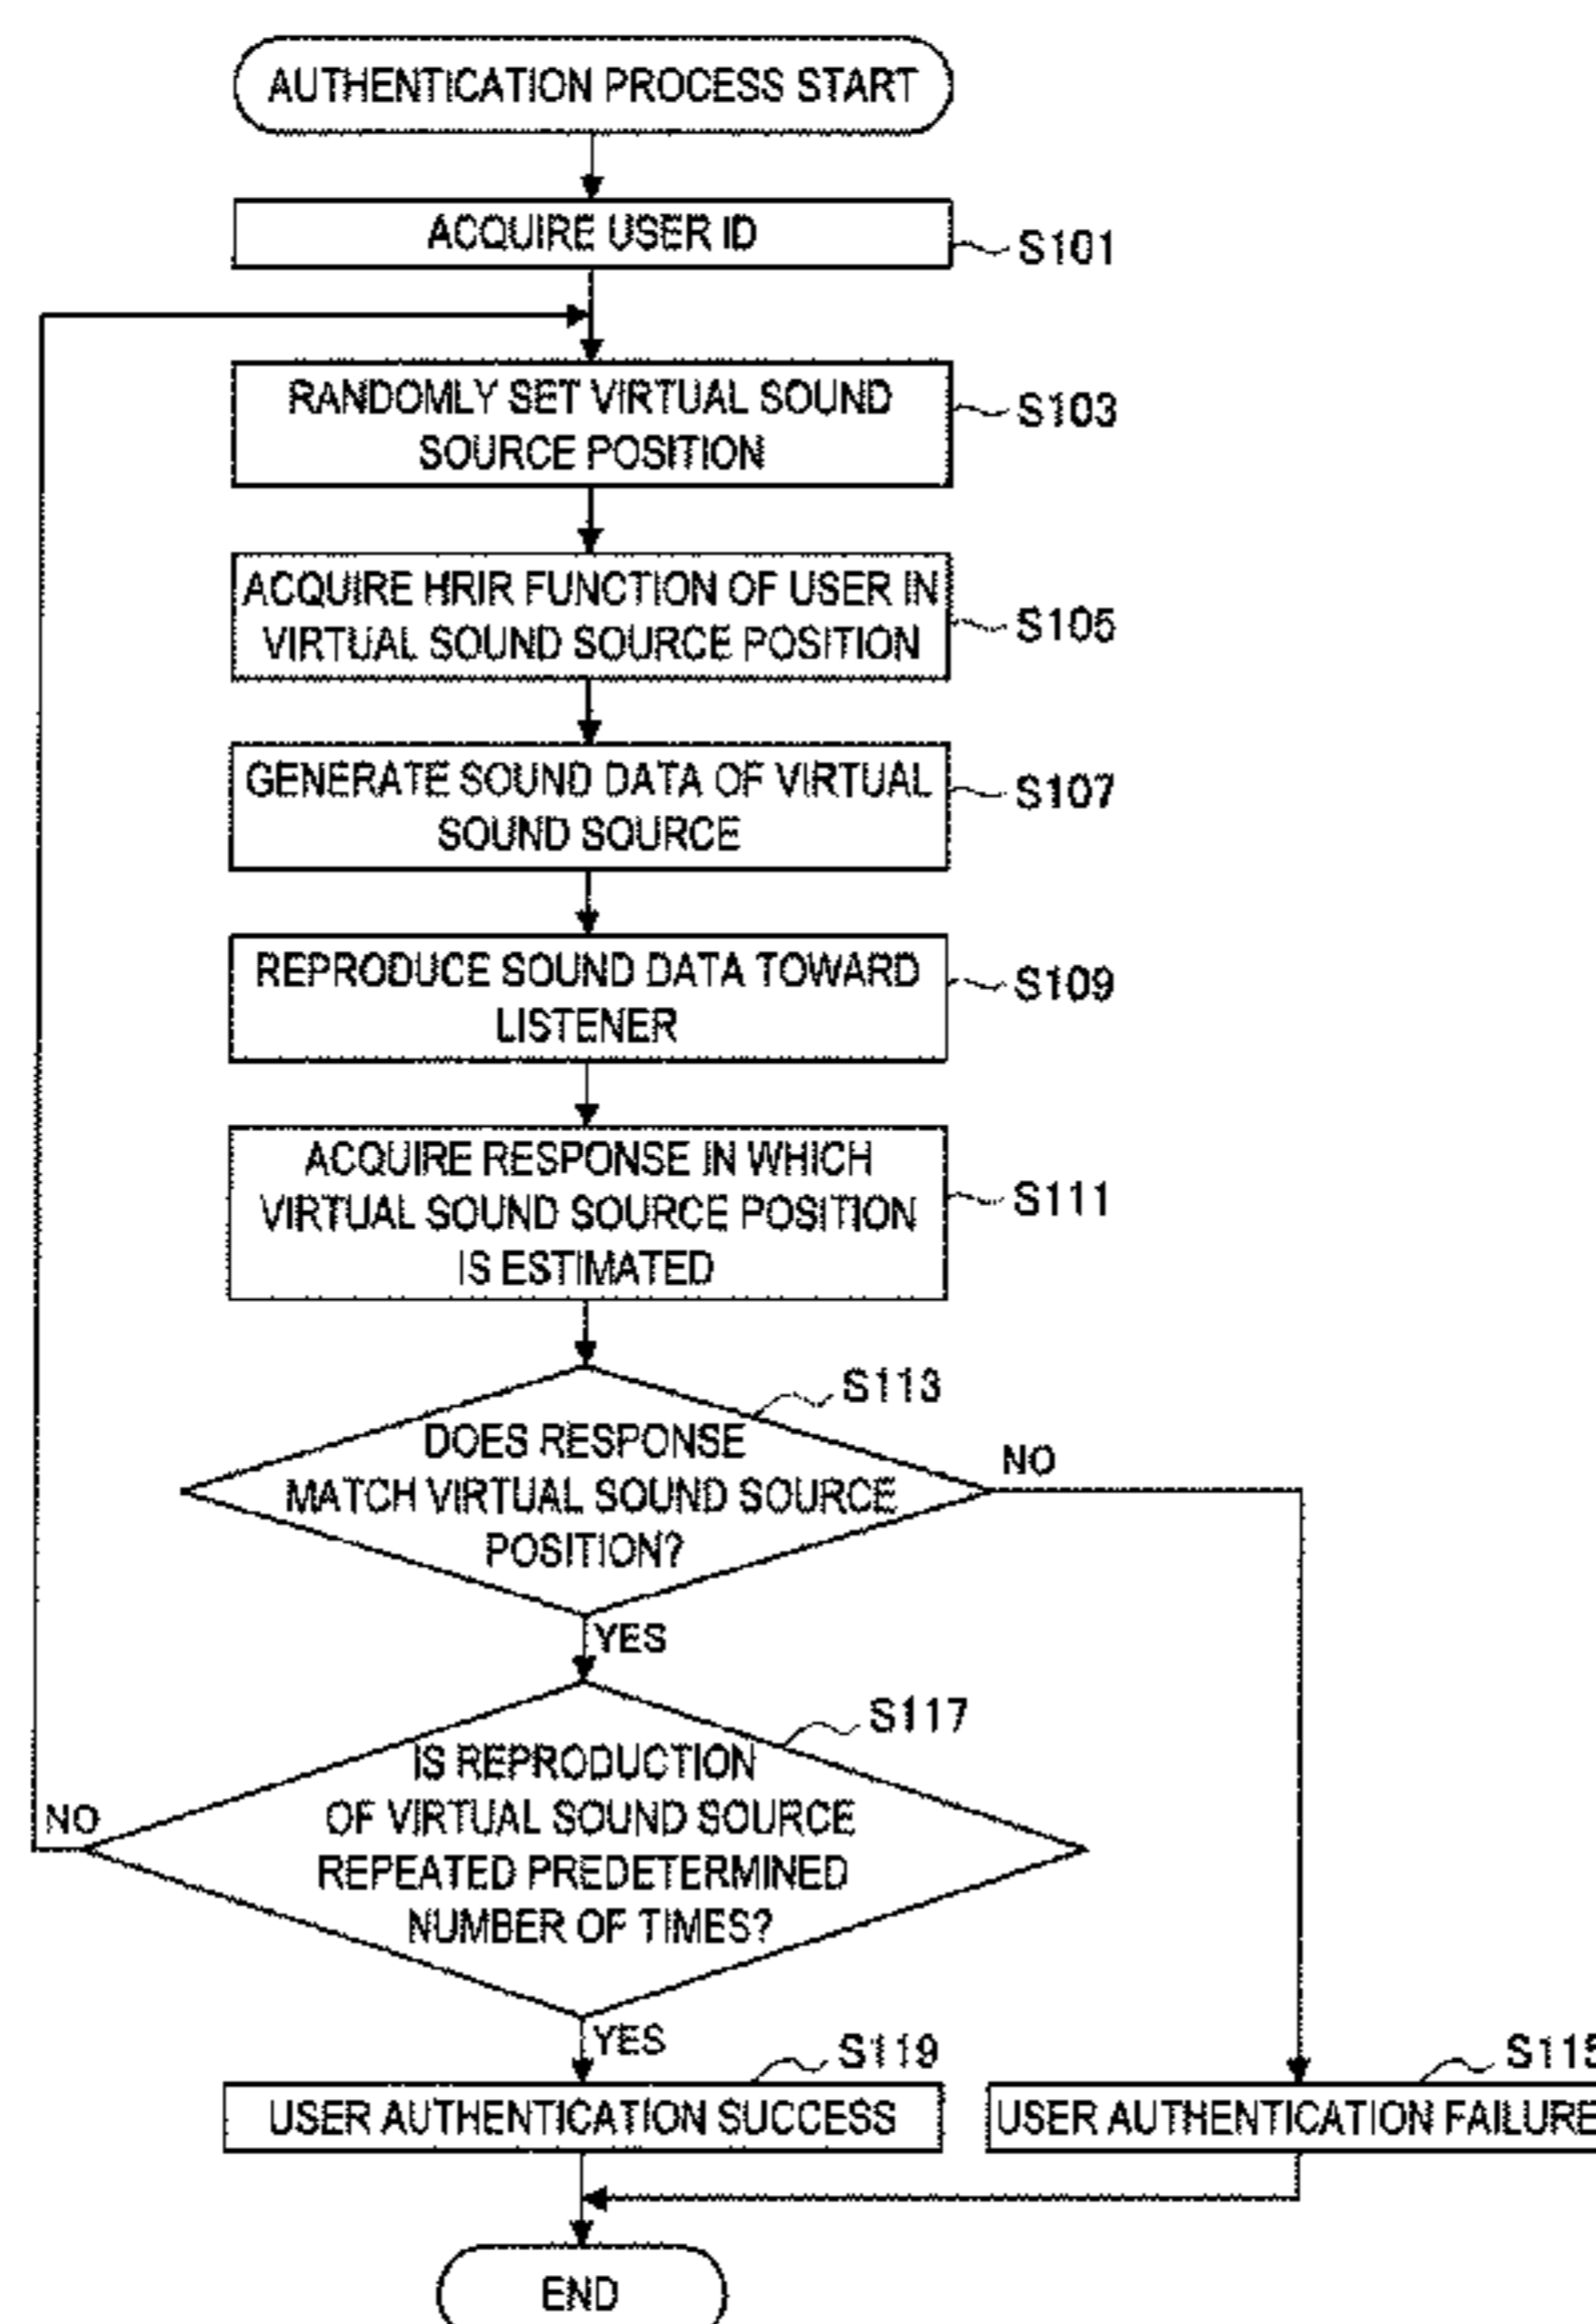 AUTHENTICATION PROCESS START
ACQUIRE USER ID
S101
RANDOMLY SET VIRTUAL SOUND
SOURCE POSITION
S103
ACQUIRE HRIR FUNCTION OF USER IN
VIRTUAL SOUND SOURCE POSITION
S105
GENERATE SOUND DATA OF VIRTUAL
SOUND SOURCE
S107
REPRODUCE SOUND DATA TOWARD
LISTENER
S109
ACQUIRE RESPONSE IN WHICH
VIRTUAL SOUND SOURCE POSITION
IS ESTIMATED
S111
S113
DOES RESPONSE
MATCH VIRTUAL SOUND SOURCE
POSITION?
NO
YES
S117
IS REPRODUCTION
OF VIRTUAL SOUND SOURCE
REPEATED PREDETERMINED
NUMBER OF TIMES?
NO
YES
S119
USER AUTHENTICATION SUCCESS
S115
USER AUTHENTICATION FAILURE
END